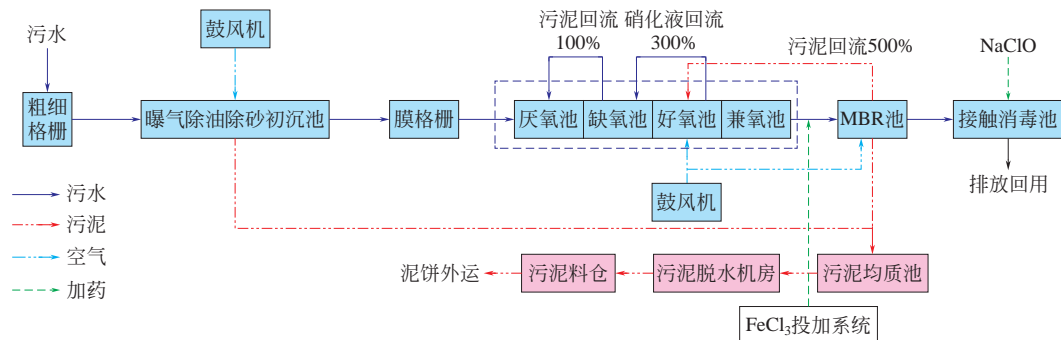 污水
鼓风机
污泥回流
100%
硝化液回流
300%
污泥回流500%
NaClO
粗细
格栅
曝气除油除砂初沉池
膜格栅
厌氧池
缺氧池
好氧池
兼氧池
MBR池
接触消毒池
鼓风机
排放回用
污水
污泥
空气
加药
泥饼外运
污泥料仓
污泥脱水机房
污泥均质池
FeCl₃投加系统